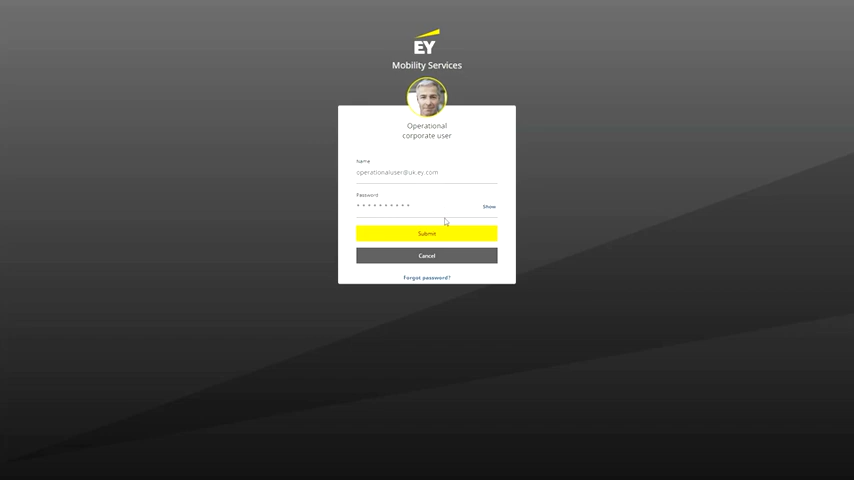 EY
Mobility Services
Operational
corporate user
Name
operationaluser@uk.ey.com
Password
**********
Show
Submit
Cancel
Forgot password?